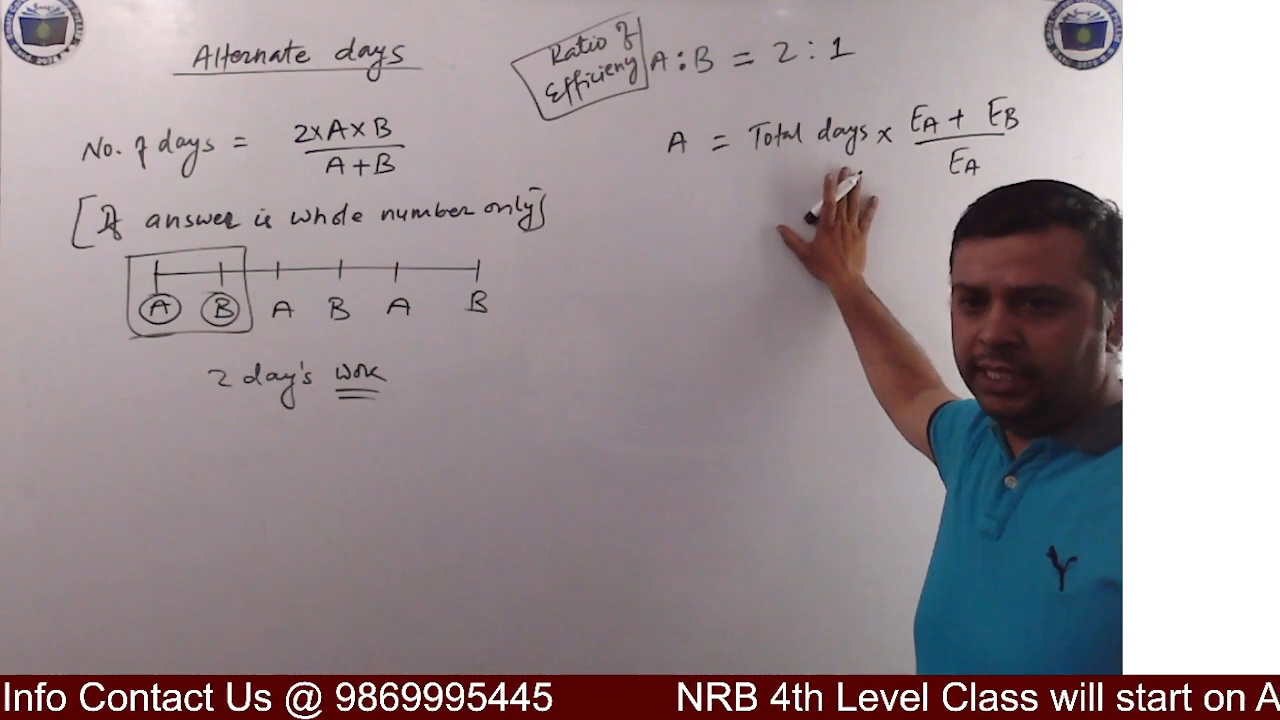 Alternate days
No. of days = 2×A×B / A+B
[If answer is whole number only]
A B A B A B
2 day's work
Ratio of Efficieny A:B = 2:1
A = Total days × EA + EB / EA
Info Contact Us @ 9869995445 NRB 4th Level Class will start on A